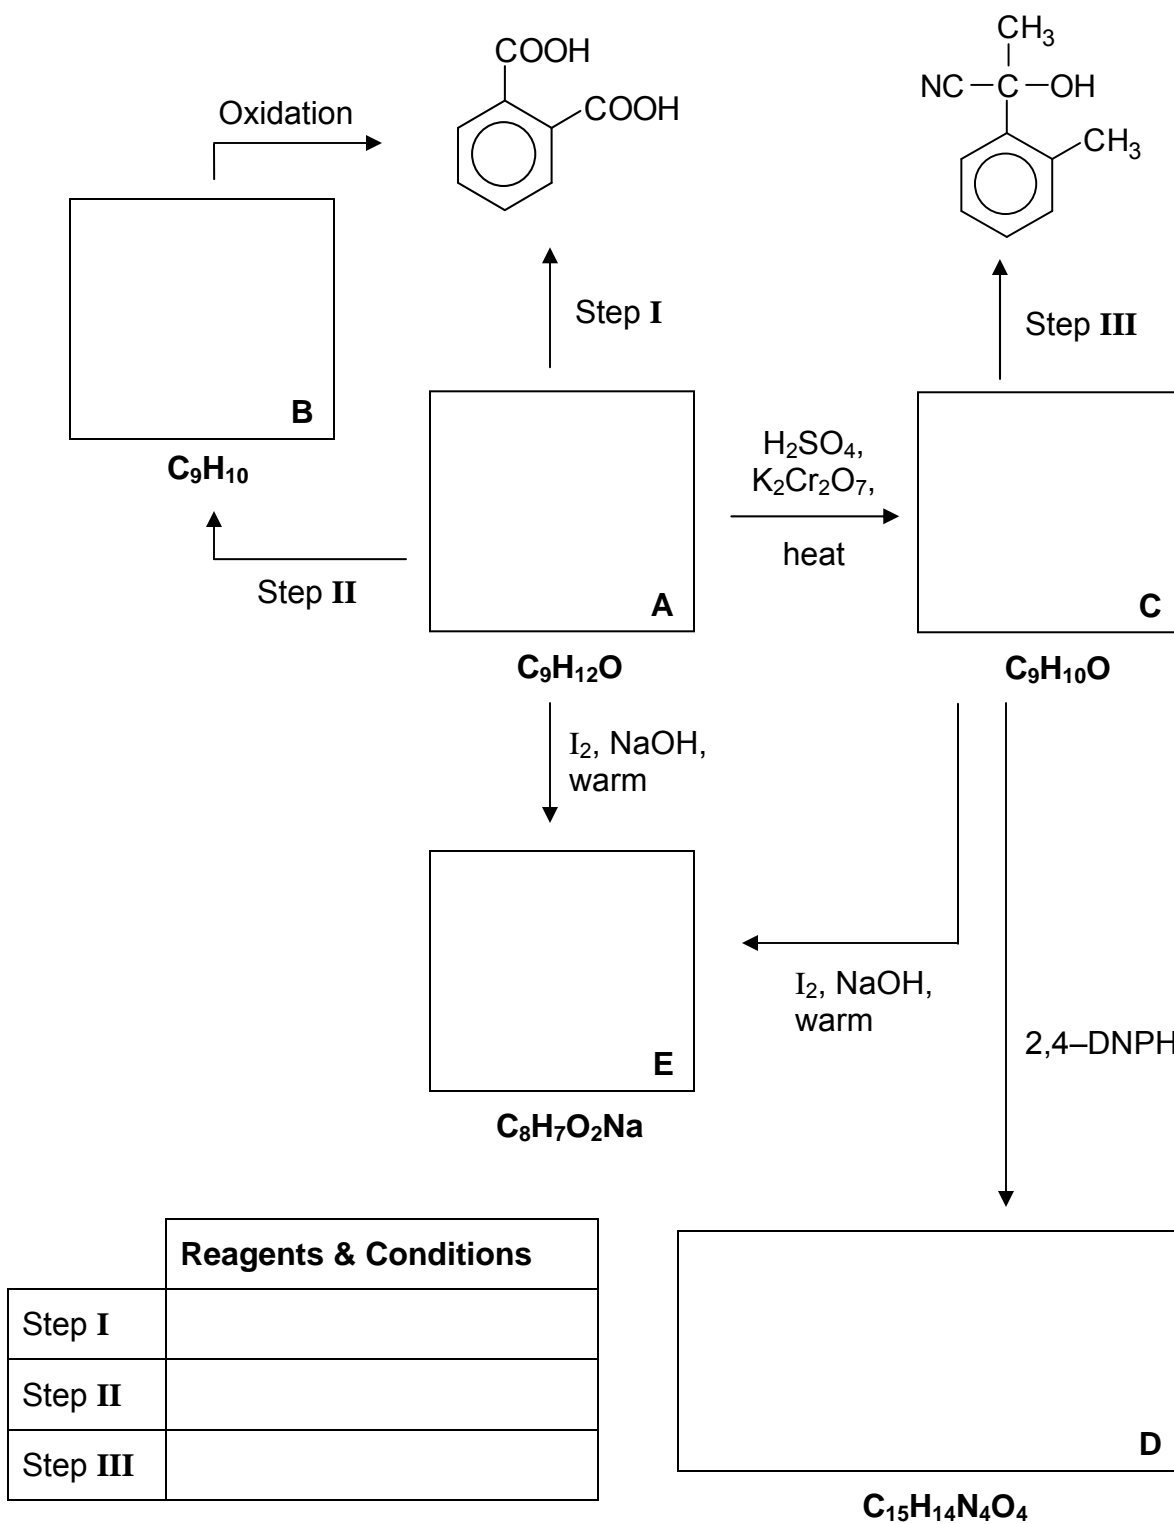 CH₃
COOH
NC—C—OH
COOH
Oxidation
CH₃
Step I
Step III
B
C₉H₁₀
H₂SO₄,
K₂Cr₂O₇,
heat
Step II
A
C
C₉H₁₂O
C₉H₁₀O
I₂, NaOH,
warm
I₂, NaOH,
warm
2,4–DNPH
E
C₈H₇O₂Na
Reagents & Conditions
Step I
Step II
Step III
D
C₁₅H₁₄N₄O₄